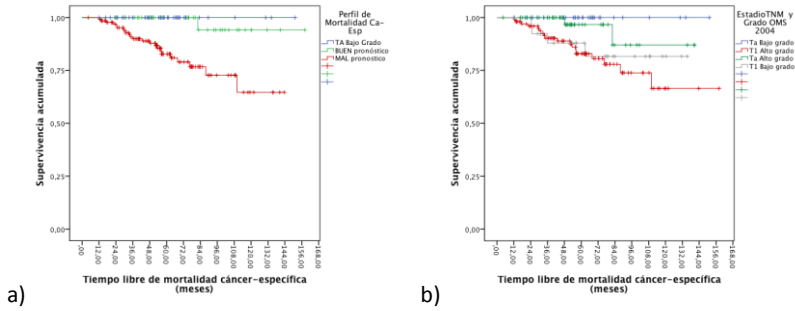 Perfil de
Mortalidad Ca-
Esp
TA Bajo Grado
BUEN pronóstico
MAL pronostico
Supervivencia acumulada
1,00
0,75
0,50
0,25
0,00
,00
12,00
24,00
36,00
48,00
60,00
72,00
84,00
96,00
108,00
120,00
132,00
144,00
156,00
168,00
Tiempo libre de mortalidad cáncer-específica
(meses)
a)
EstadioTNM y
Grado OMS
2004
Ta Bajo grado
T1 Alto grado
Ta Alto grado
T1 Bajo grado
Supervivencia acumulada
1,00
0,75
0,50
0,25
0,00
,00
12,00
24,00
36,00
48,00
60,00
72,00
84,00
96,00
108,00
120,00
132,00
144,00
156,00
168,00
Tiempo libre de mortalidad cáncer-específica
(meses)
b)